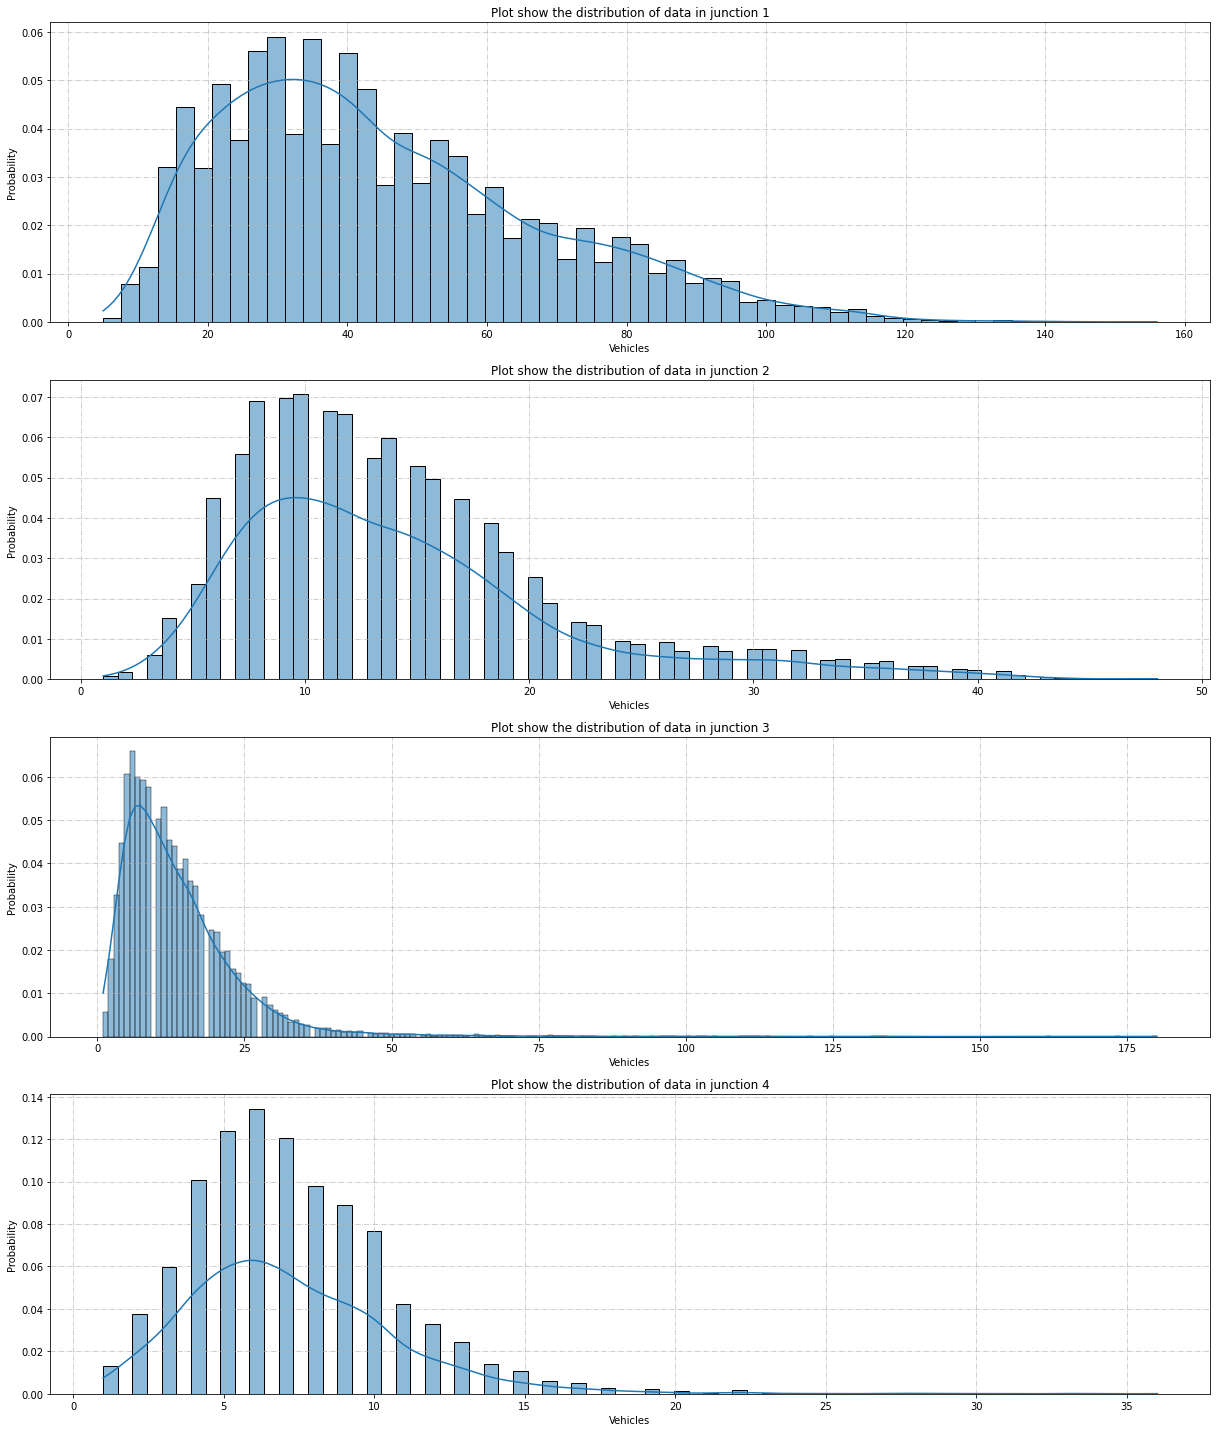 Plot show the distribution of data in junction 1
0.06
0.05
0.04
0.03
0.02
0.01
0.00
Probability
0 20 40 60 80 100 120 140 160
Vehicles
Plot show the distribution of data in junction 2
0.07
0.06
0.05
0.04
0.03
0.02
0.01
0.00
Probability
0 10 20 30 40 50
Vehicles
Plot show the distribution of data in junction 3
0.06
0.05
0.04
0.03
0.02
0.01
0.00
Probability
0 25 50 75 100 125 150 175
Vehicles
Plot show the distribution of data in junction 4
0.14
0.12
0.10
0.08
0.06
0.04
0.02
0.00
Probability
0 5 10 15 20 25 30 35
Vehicles